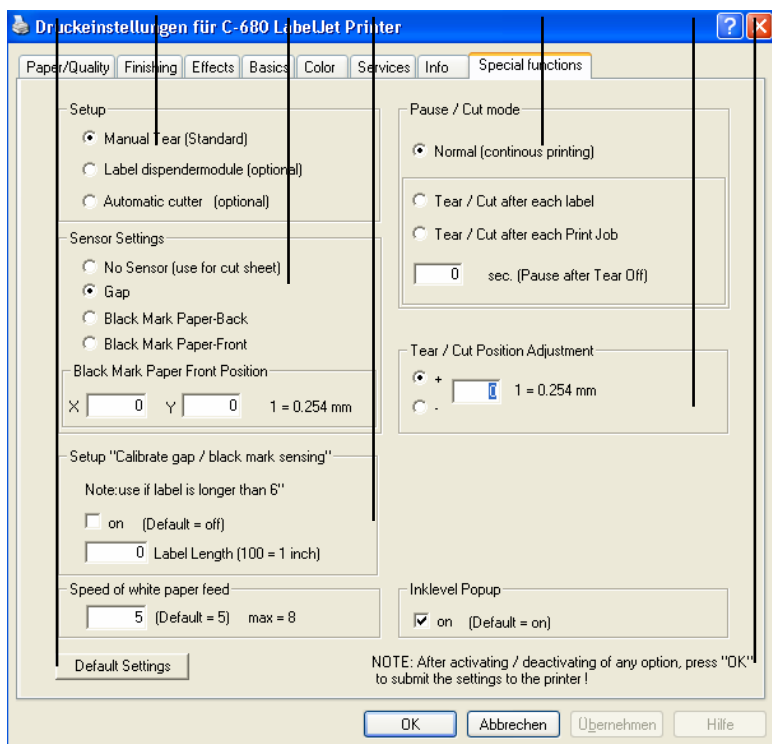 Druckeinstellungen für C-680 LabelJet Printer
Paper/Quality Finishing Effects Basics Color Services Info Special functions
Setup
Manual Tear (Standard)
Label dispendermodule (optional)
Automatic cutter (optional)
Sensor Settings
No Sensor (use for cut sheet)
Gap
Black Mark Paper-Back
Black Mark Paper-Front
Black Mark Paper Front Position
X 0 Y 0 1 = 0.254 mm
Setup "Calibrate gap / black mark sensing"
Note:use if label is longer than 6"
on (Default = off)
0 Label Length (100 = 1 inch)
Speed of white paper feed
5 (Default = 5) max = 8
Default Settings
Pause / Cut mode
Normal (continous printing)
Tear / Cut after each label
Tear / Cut after each Print Job
0 sec. (Pause after Tear Off)
Tear / Cut Position Adjustment
+
0 1 = 0.254 mm
-
Inklevel Popup
on (Default = on)
NOTE: After activating / deactivating of any option, press "OK"
to submit the settings to the printer !
OK Abbrechen Übernehmen Hilfe